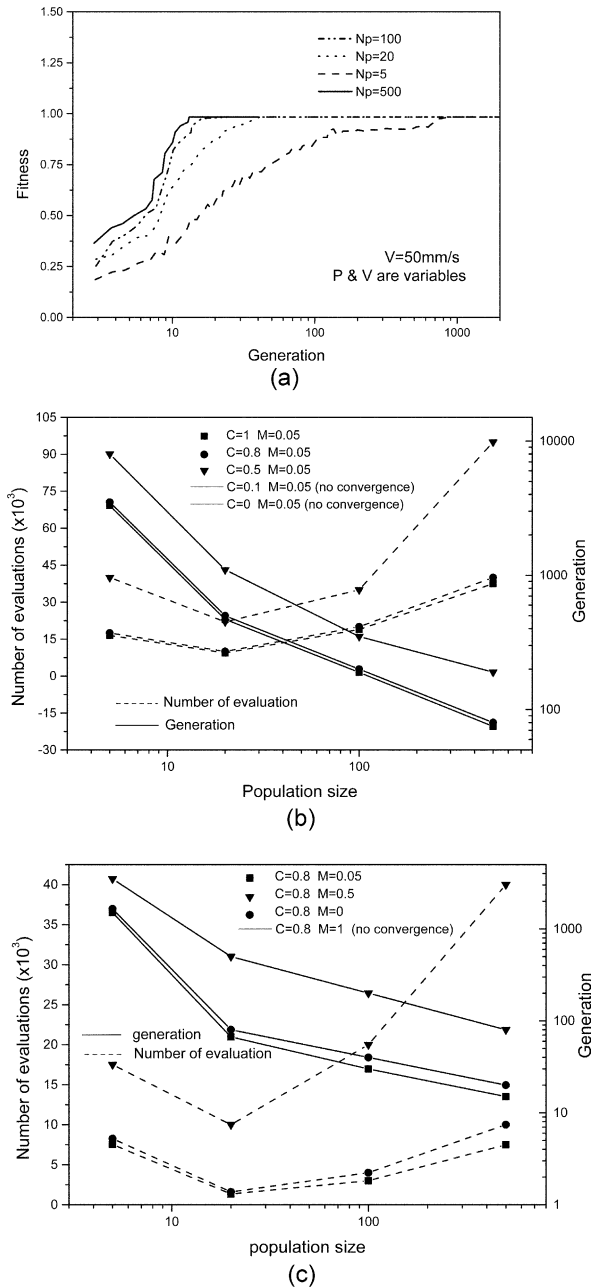 1.50
1.25
1.00
0.75
0.50
0.25
0.00
Fitness
Np=100
Np=20
Np=5
Np=500
V=50mm/s
P & V are variables
10
100
1000
Generation
(a)
105
90
75
60
45
30
15
0
-15
-30
Number of evaluations (x10³)
C=1 M=0.05
C=0.8 M=0.05
C=0.5 M=0.05
C=0.1 M=0.05 (no convergence)
C=0 M=0.05 (no convergence)
Number of evaluation
Generation
10000
1000
100
Generation
10
100
Population size
(b)
40
35
30
25
20
15
10
5
0
Number of evaluations (x10³)
C=0.8 M=0.05
C=0.8 M=0.5
C=0.8 M=0
C=0.8 M=1 (no convergence)
generation
Number of evaluation
1000
100
10
1
Generation
10
100
population size
(c)